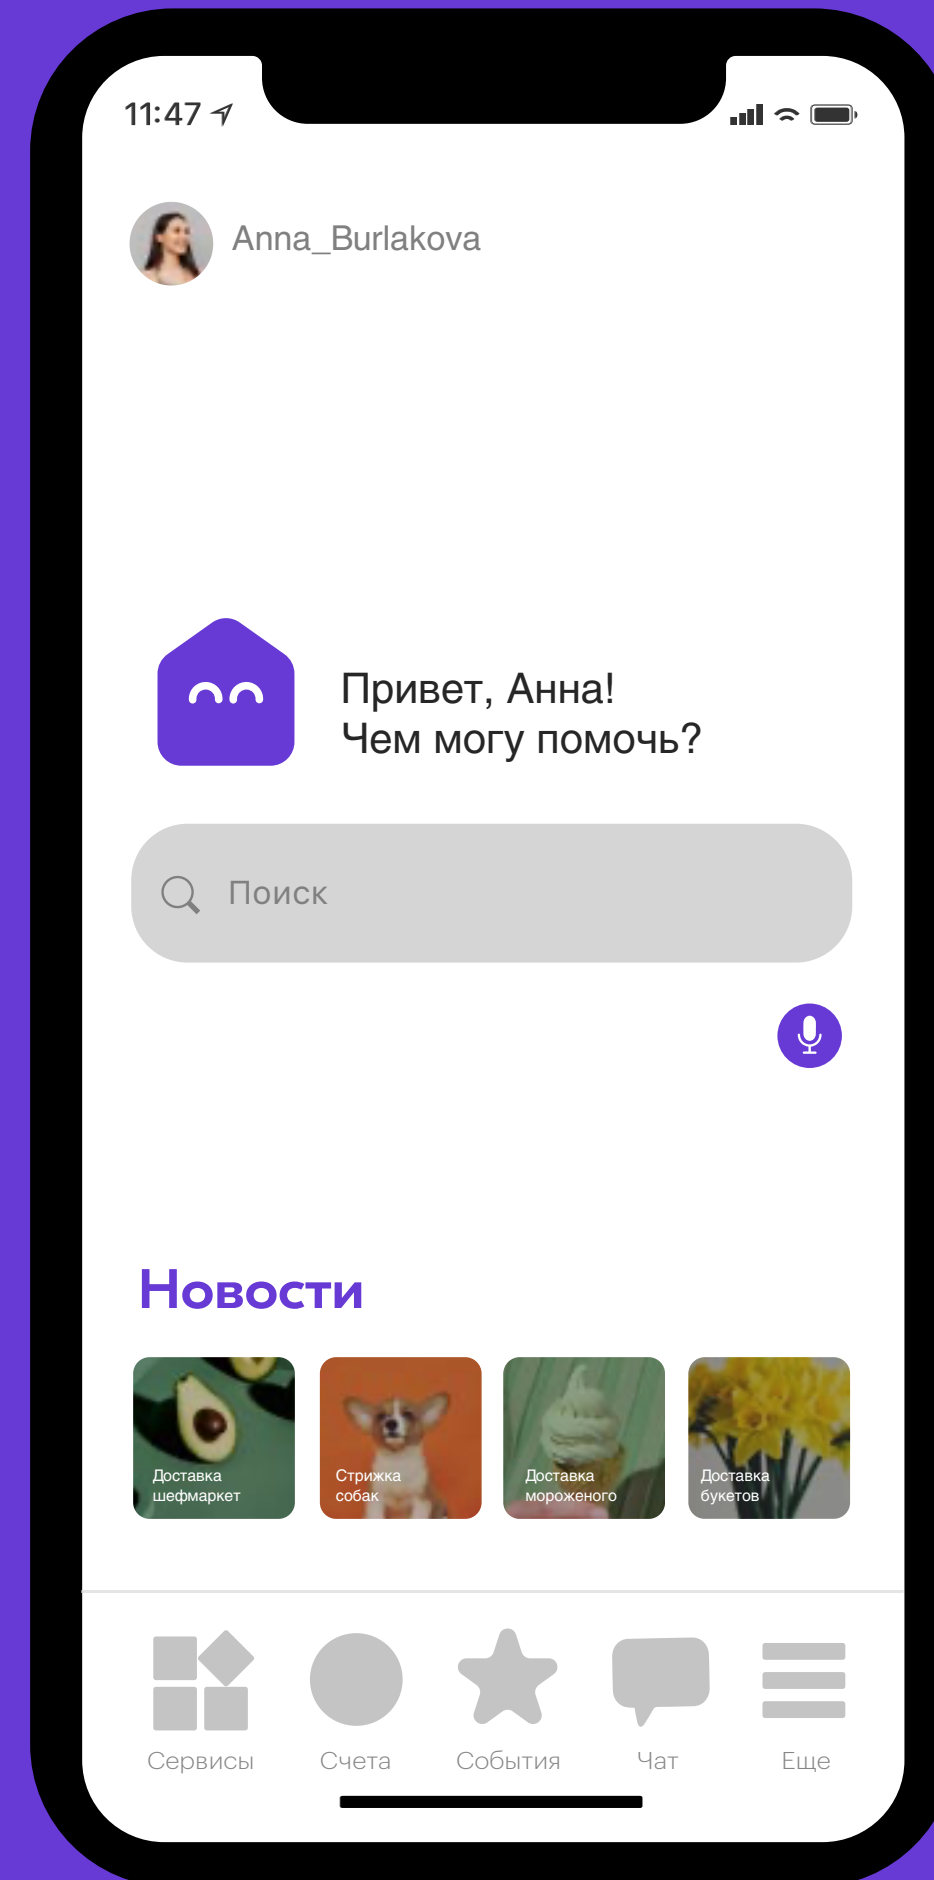 11:47
Anna_Burlakova
Привет, Анна!
Чем могу помочь?
Поиск
Новости
Доставка
шефмаркет
Стрижка
собак
Доставка
мороженого
Доставка
букетов
Сервисы
Счета
События
Чат
Еще